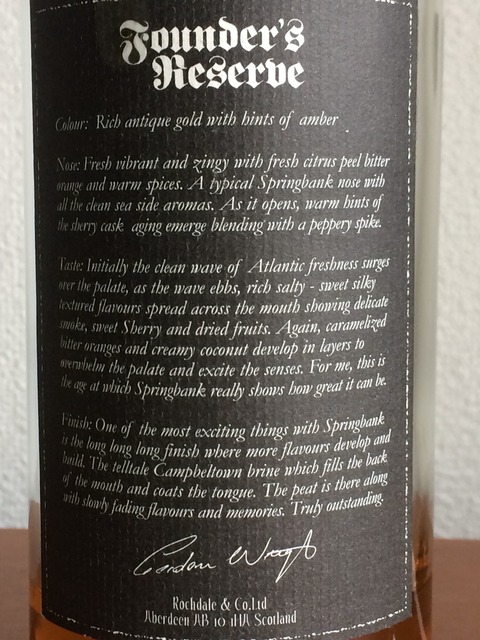 Founder's
Reserve
Colour: Rich antique gold with hints of amber
Nose: Fresh vibrant and zingy with fresh citrus peel bitter
orange and warm spices. A typical Springbank nose with
all the clean sea side aromas. As it opens, warm hints of
the sherry cask aging emerge blending with a peppery spike.
Taste: Initially the clean wave of Atlantic freshness surges
over the palate, as the wave ebbs, rich salty - sweet silky
textured flavours spread across the mouth showing delicate
smoke, sweet Sherry and dried fruits. Again, caramelized
bitter oranges and creamy coconut develop in layers to
overwhelm the palate and excite the senses. For me, this is
the age at which Springbank really shows how great it can be.
Finish: One of the most exciting things with Springbank
is the long long long finish where more flavours develop and
build. The telltale Campbeltown brine which fills the back
of the mouth and coats the tongue. The peat is there along
with slowly fading flavours and memories. Truly outstanding.
Gordon Wright
Rochdale & Co.Ltd
Aberdeen AB 10 1HA Scotland